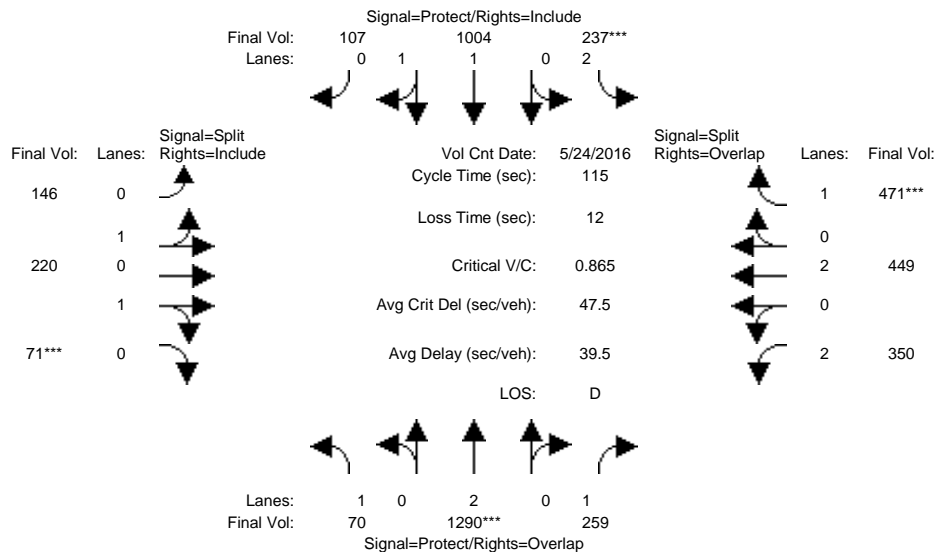 Signal=Protect/Rights=Include
Final Vol: 107 1004 237***
Lanes: 0 1 1 0 2
Signal=Split
Rights=Include
Final Vol: Lanes:
Vol Cnt Date: 5/24/2016
Signal=Split
Rights=Overlap
Lanes: Final Vol:
Cycle Time (sec): 115
146 0
1 471***
Loss Time (sec): 12
1
0
220 0
Critical V/C: 0.865
2 449
1
Avg Crit Del (sec/veh): 47.5
0
71*** 0
Avg Delay (sec/veh): 39.5
2 350
LOS: D
Lanes: 1 0 2 0 1
Final Vol: 70 1290*** 259
Signal=Protect/Rights=Overlap